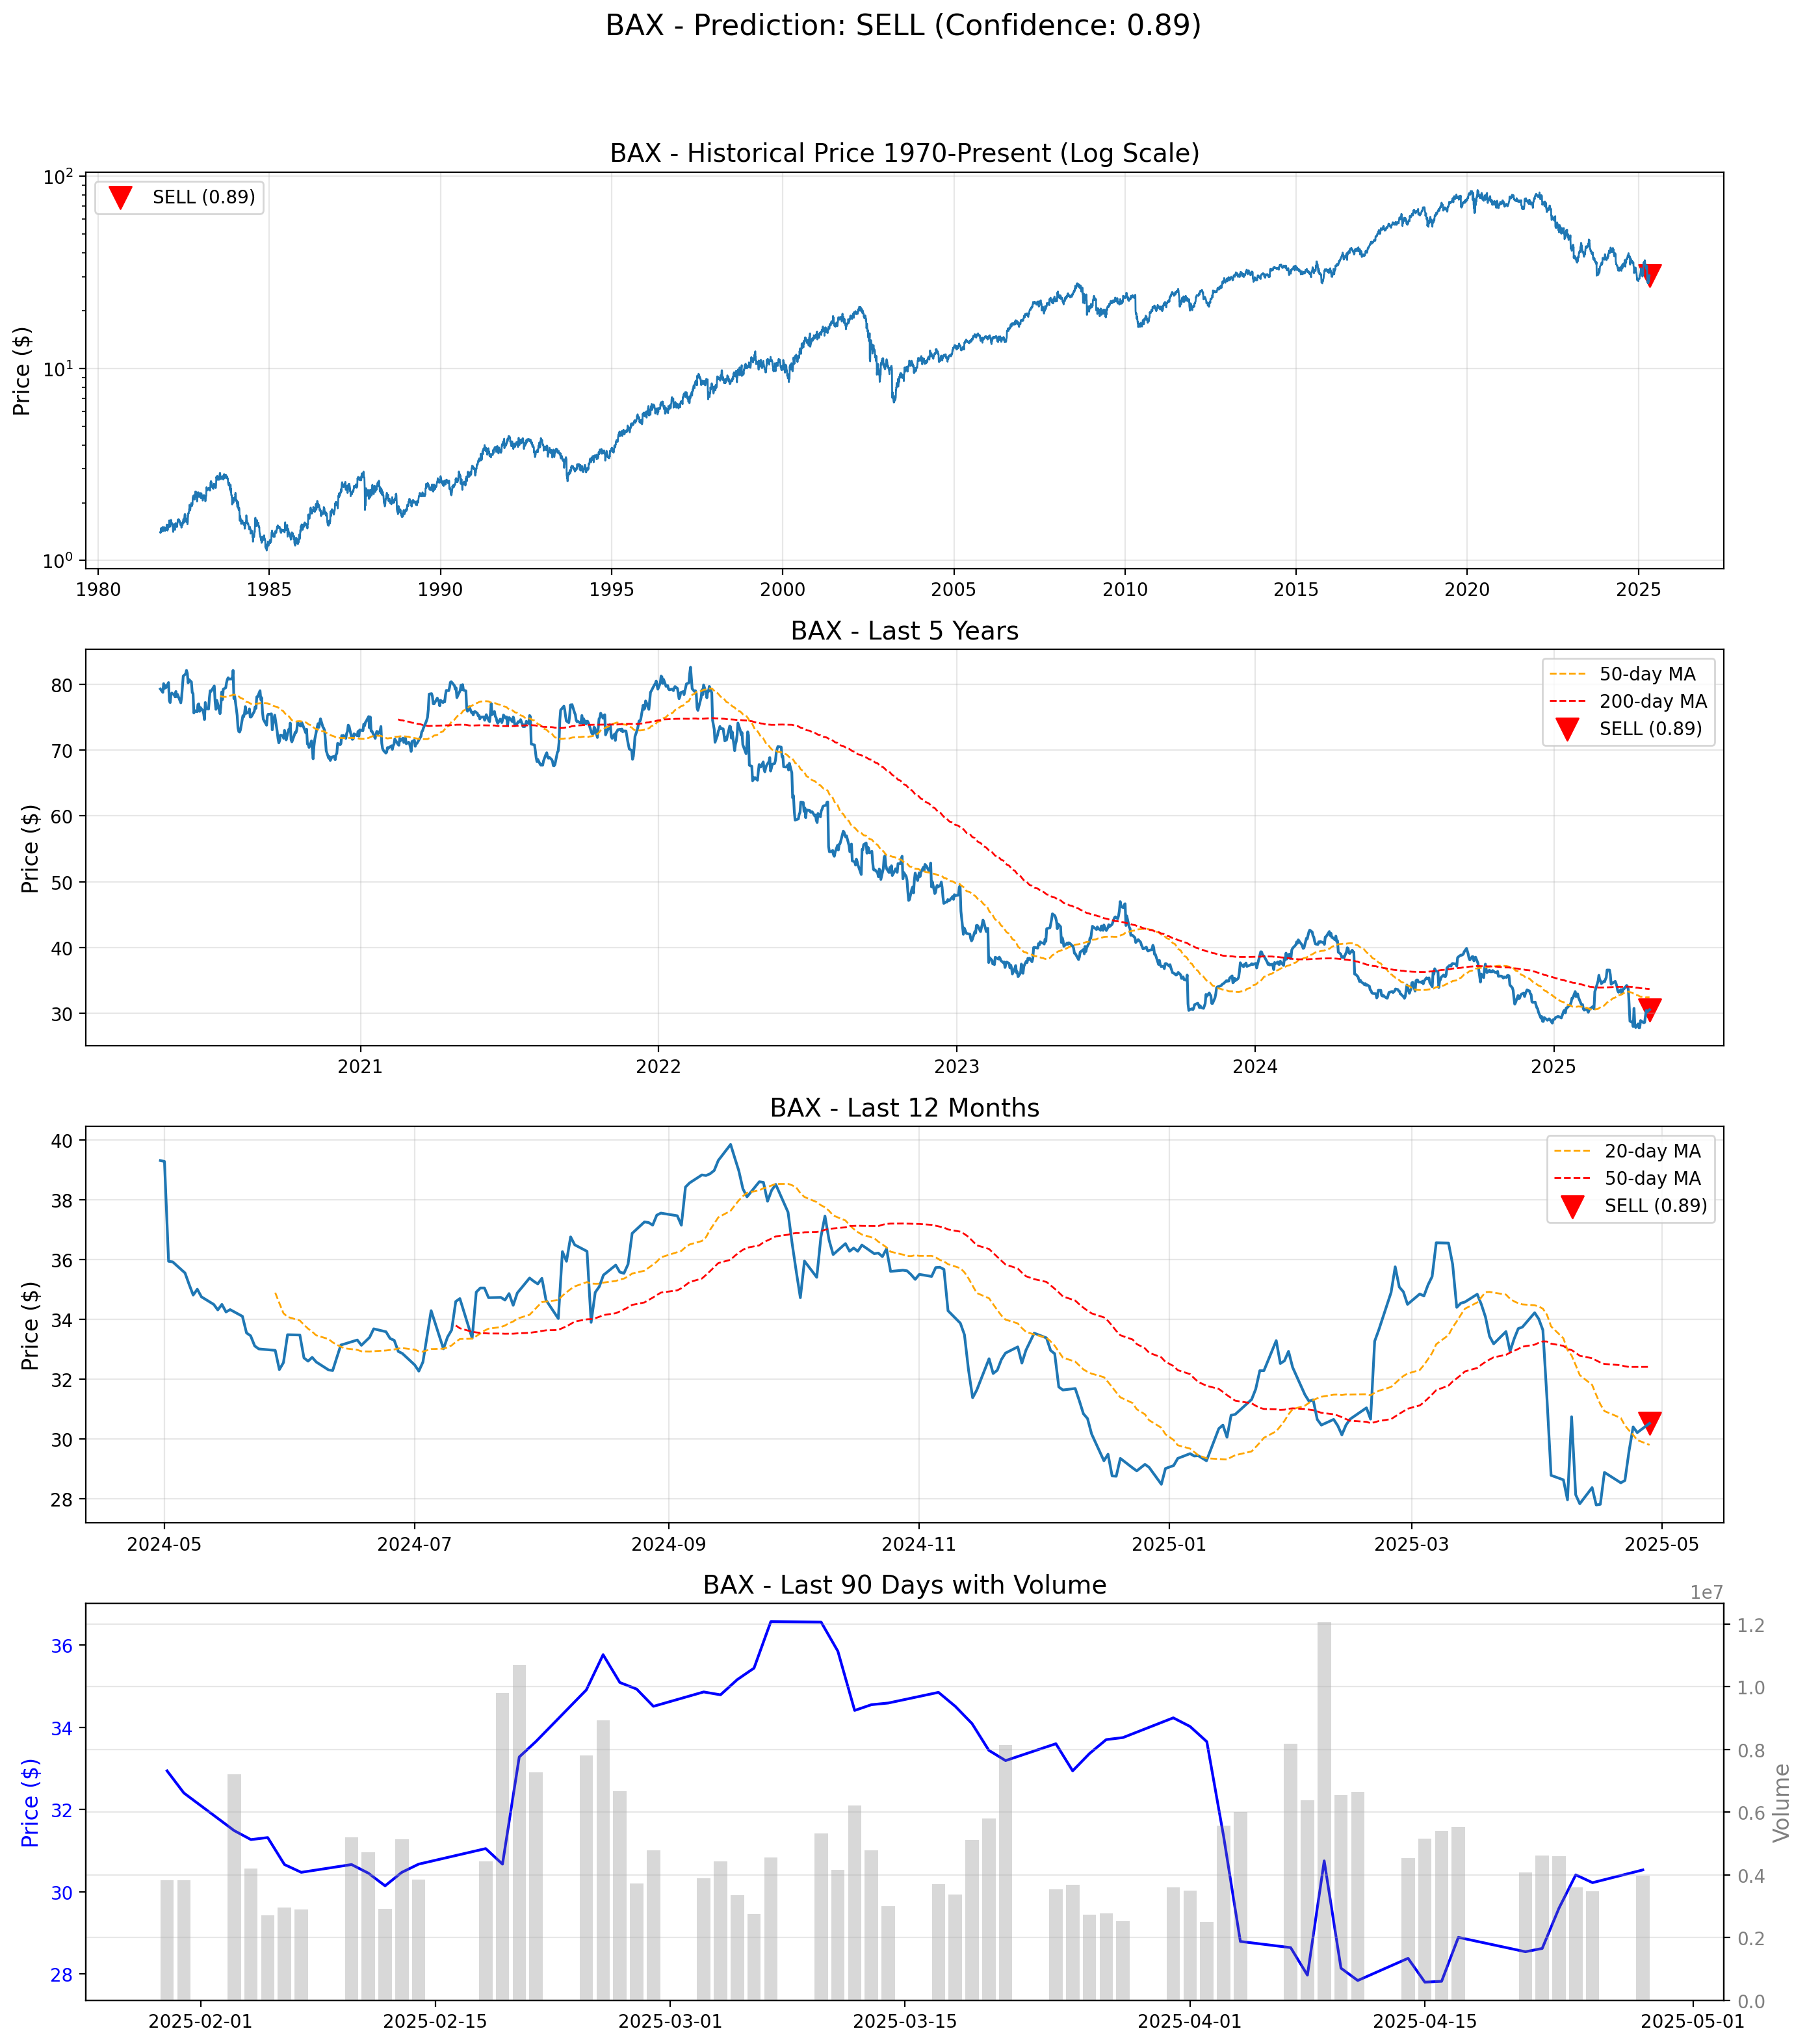 BAX - Prediction: SELL (Confidence: 0.89)
BAX - Historical Price 1970-Present (Log Scale)
SELL (0.89)
Price ($)
10²
10¹
10⁰
1980 1985 1990 1995 2000 2005 2010 2015 2020 2025
BAX - Last 5 Years
50-day MA
200-day MA
SELL (0.89)
Price ($)
80
70
60
50
40
30
2021 2022 2023 2024 2025
BAX - Last 12 Months
20-day MA
50-day MA
SELL (0.89)
Price ($)
40
38
36
34
32
30
28
2024-05 2024-07 2024-09 2024-11 2025-01 2025-03 2025-05
BAX - Last 90 Days with Volume
1e7
Price ($)
36
34
32
30
28
1.2
1.0
0.8
0.6
0.4
0.2
0.0
Volume
2025-02-01 2025-02-15 2025-03-01 2025-03-15 2025-04-01 2025-04-15 2025-05-01